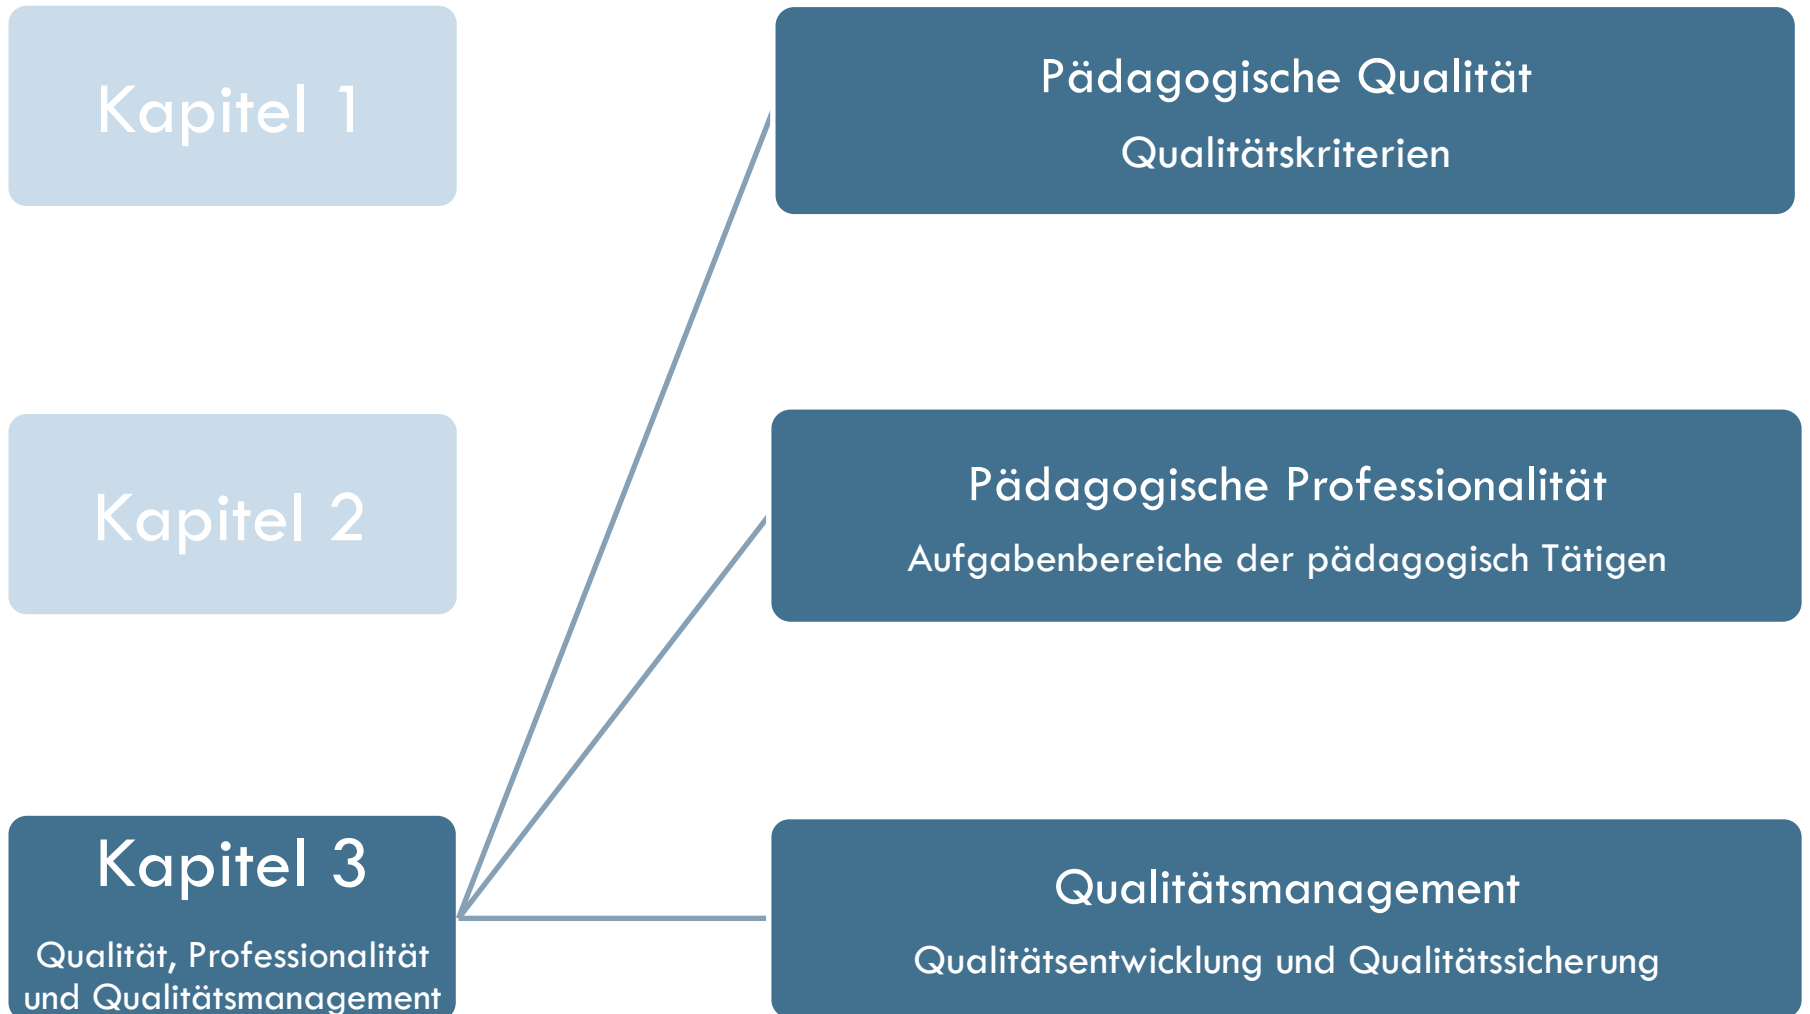 Kapitel 1
Pädagogische Qualität
Qualitätskriterien
Kapitel 2
Pädagogische Professionalität
Aufgabenbereiche der pädagogisch Tätigen
Kapitel 3
Qualität, Professionalität
und Qualitätsmanagement
Qualitätsmanagement
Qualitätsentwicklung und Qualitätssicherung